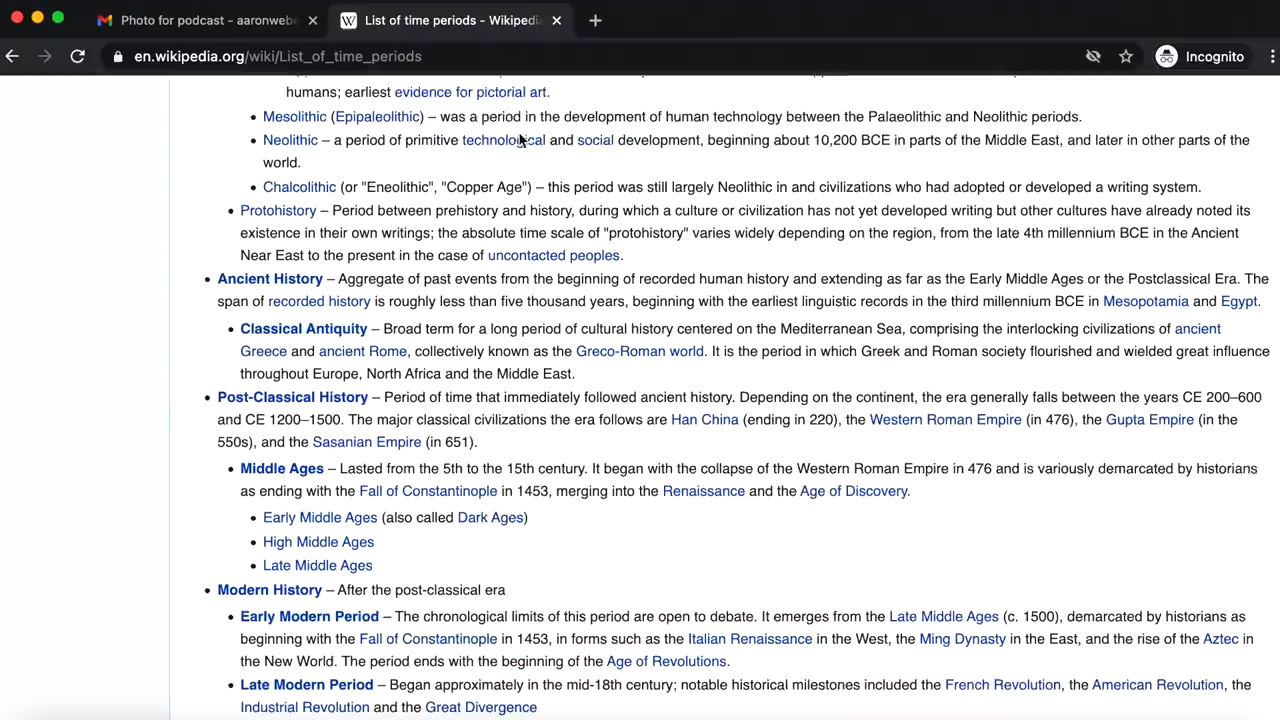 Photo for podcast - aaronwebe
List of time periods - Wikipedia
en.wikipedia.org/wiki/List_of_time_periods
Incognito
humans; earliest evidence for pictorial art.
Mesolithic (Epipaleolithic) – was a period in the development of human technology between the Palaeolithic and Neolithic periods.
Neolithic – a period of primitive technological and social development, beginning about 10,200 BCE in parts of the Middle East, and later in other parts of the
world.
Chalcolithic (or "Eneolithic", "Copper Age") – this period was still largely Neolithic in and civilizations who had adopted or developed a writing system.
Protohistory – Period between prehistory and history, during which a culture or civilization has not yet developed writing but other cultures have already noted its
existence in their own writings; the absolute time scale of "protohistory" varies widely depending on the region, from the late 4th millennium BCE in the Ancient
Near East to the present in the case of uncontacted peoples.
Ancient History – Aggregate of past events from the beginning of recorded human history and extending as far as the Early Middle Ages or the Postclassical Era. The
span of recorded history is roughly less than five thousand years, beginning with the earliest linguistic records in the third millennium BCE in Mesopotamia and Egypt.
Classical Antiquity – Broad term for a long period of cultural history centered on the Mediterranean Sea, comprising the interlocking civilizations of ancient
Greece and ancient Rome, collectively known as the Greco-Roman world. It is the period in which Greek and Roman society flourished and wielded great influence
throughout Europe, North Africa and the Middle East.
Post-Classical History – Period of time that immediately followed ancient history. Depending on the continent, the era generally falls between the years CE 200–600
and CE 1200–1500. The major classical civilizations the era follows are Han China (ending in 220), the Western Roman Empire (in 476), the Gupta Empire (in the
550s), and the Sasanian Empire (in 651).
Middle Ages – Lasted from the 5th to the 15th century. It began with the collapse of the Western Roman Empire in 476 and is variously demarcated by historians
as ending with the Fall of Constantinople in 1453, merging into the Renaissance and the Age of Discovery.
Early Middle Ages (also called Dark Ages)
High Middle Ages
Late Middle Ages
Modern History – After the post-classical era
Early Modern Period – The chronological limits of this period are open to debate. It emerges from the Late Middle Ages (c. 1500), demarcated by historians as
beginning with the Fall of Constantinople in 1453, in forms such as the Italian Renaissance in the West, the Ming Dynasty in the East, and the rise of the Aztec in
the New World. The period ends with the beginning of the Age of Revolutions.
Late Modern Period – Began approximately in the mid-18th century; notable historical milestones included the French Revolution, the American Revolution, the
Industrial Revolution and the Great Divergence